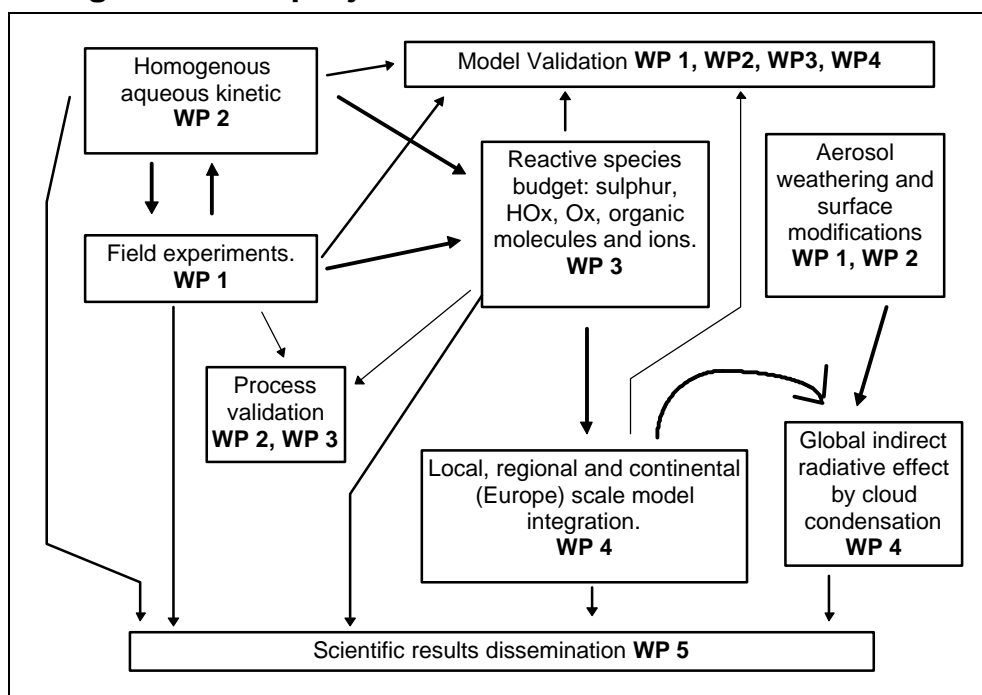 Homogenous
aqueous kinetic
WP 2
Model Validation WP 1, WP2, WP3, WP4
Reactive species
budget: sulphur,
HOx, Ox, organic
molecules and ions.
WP 3
Aerosol
weathering and
surface
modifications
WP 1, WP 2
Field experiments.
WP 1
Process
validation
WP 2, WP 3
Local, regional and continental
(Europe) scale model
integration.
WP 4
Global indirect
radiative effect
by cloud
condensation
WP 4
Scientific results dissemination WP 5